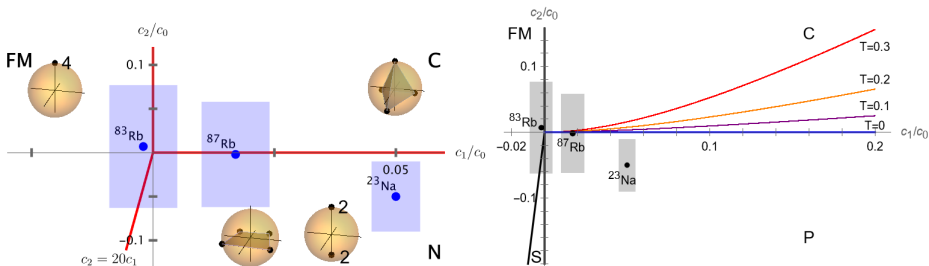 c₂/c₀
FM
4
0.1
C
⁸³Rb
⁸⁷Rb
c₁/c₀
0.05
²³Na
2
2
−0.1
N
c₂ = 20c₁
c₂/c₀
FM
C
T=0.3
0.1
T=0.2
T=0.1
⁸³Rb
T=0
c₁/c₀
−0.02
⁸⁷Rb
0.1
0.2
²³Na
−0.1
P
S